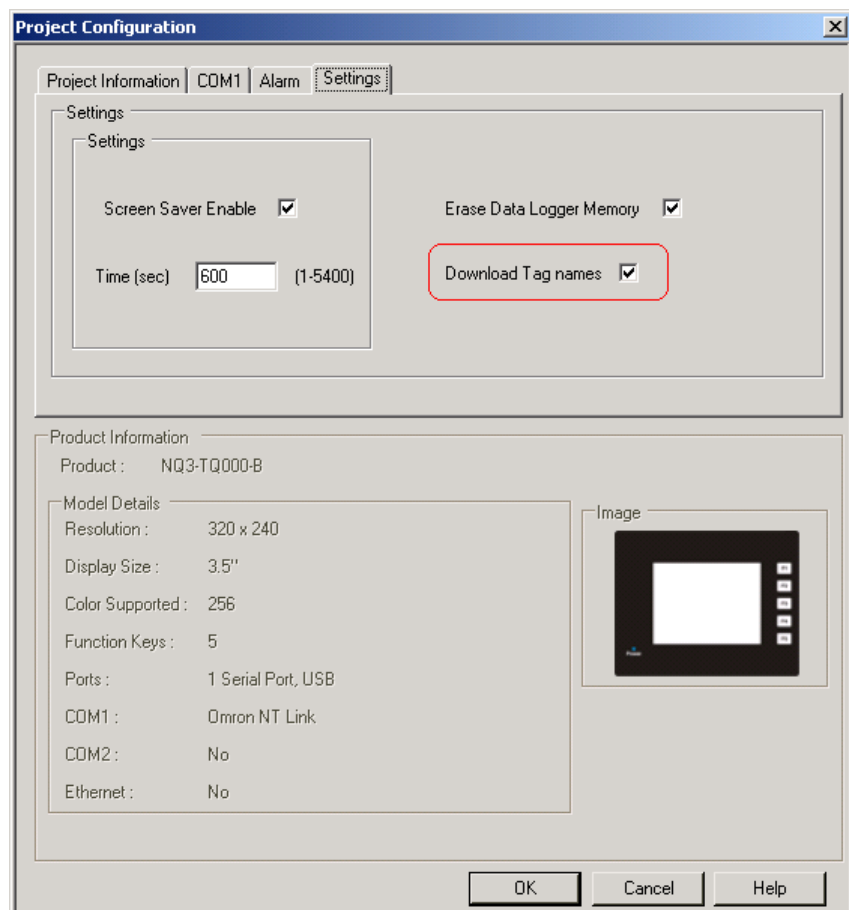 Project Configuration
Project Information COM1 Alarm Settings
Settings
Settings
Screen Saver Enable
Erase Data Logger Memory
Time (sec) 600 (1-5400)
Download Tag names
Product Information
Product : NQ3-TQ000-B
Model Details
Image
Resolution : 320 x 240
Display Size : 3.5"
Color Supported : 256
Function Keys : 5
Ports : 1 Serial Port, USB
COM1 : Omron NT Link
COM2 : No
Ethernet : No
Power
OK Cancel Help